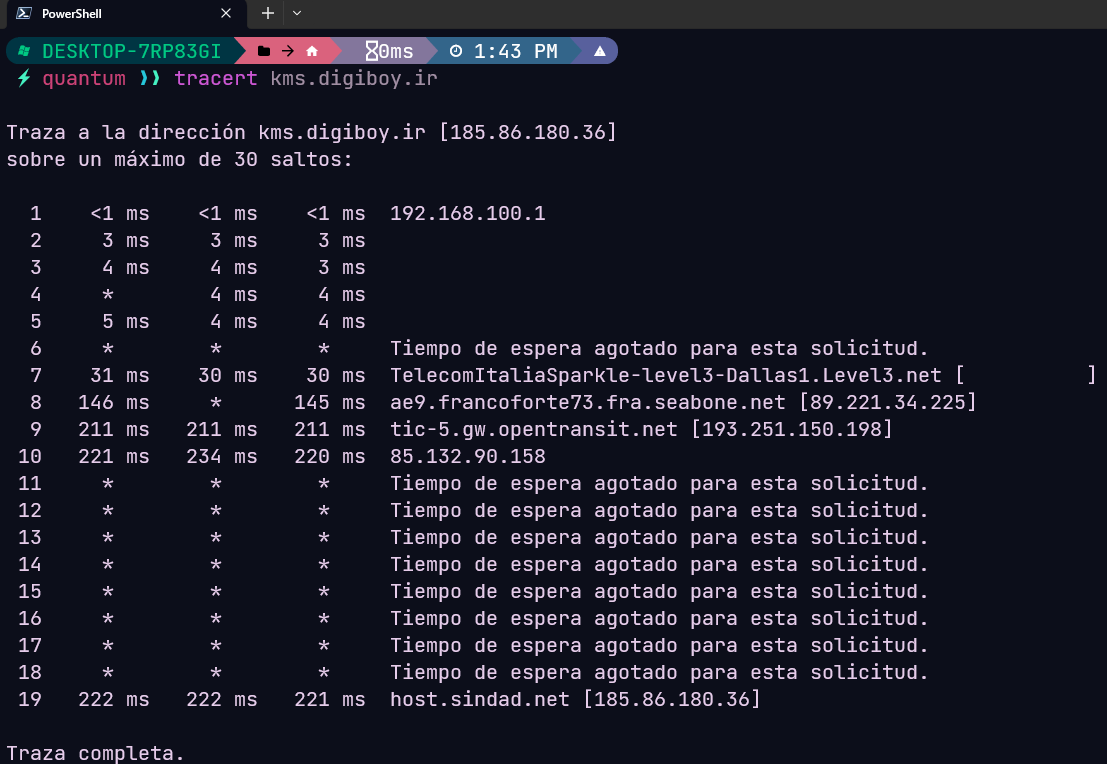 PowerShell
DESKTOP-7RP83GI 0ms 1:43 PM
quantum ❫❫ tracert kms.digiboy.ir
Traza a la dirección kms.digiboy.ir [185.86.180.36]
sobre un máximo de 30 saltos:
1 <1 ms <1 ms <1 ms 192.168.100.1
2 3 ms 3 ms 3 ms
3 4 ms 4 ms 3 ms
4 * 4 ms 4 ms
5 5 ms 4 ms 4 ms
6 * * * Tiempo de espera agotado para esta solicitud.
7 31 ms 30 ms 30 ms TelecomItaliaSparkle-level3-Dallas1.Level3.net [ ]
8 146 ms * 145 ms ae9.francoforte73.fra.seabone.net [89.221.34.225]
9 211 ms 211 ms 211 ms tic-5.gw.opentransit.net [193.251.150.198]
10 221 ms 234 ms 220 ms 85.132.90.158
11 * * * Tiempo de espera agotado para esta solicitud.
12 * * * Tiempo de espera agotado para esta solicitud.
13 * * * Tiempo de espera agotado para esta solicitud.
14 * * * Tiempo de espera agotado para esta solicitud.
15 * * * Tiempo de espera agotado para esta solicitud.
16 * * * Tiempo de espera agotado para esta solicitud.
17 * * * Tiempo de espera agotado para esta solicitud.
18 * * * Tiempo de espera agotado para esta solicitud.
19 222 ms 222 ms 221 ms host.sindad.net [185.86.180.36]
Traza completa.